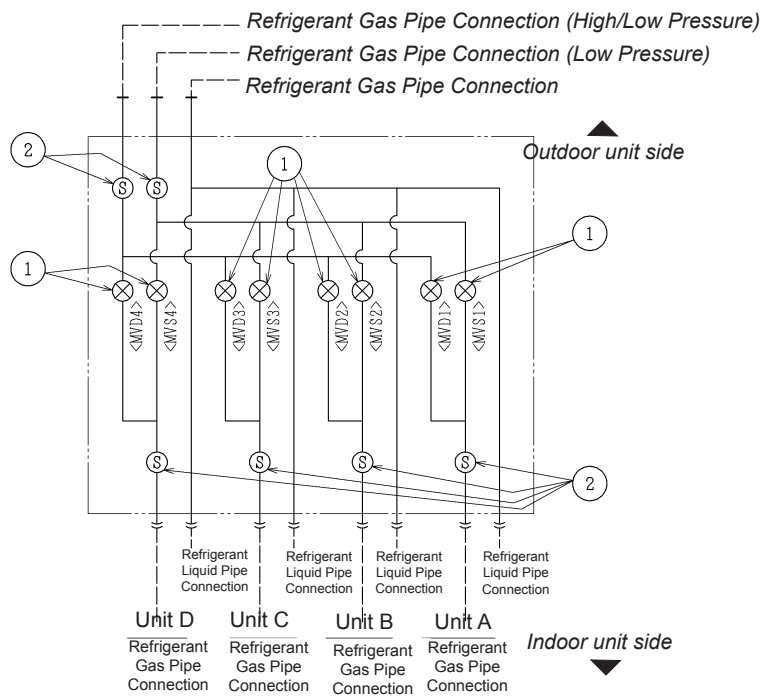 Refrigerant Gas Pipe Connection (High/Low Pressure)
Refrigerant Gas Pipe Connection (Low Pressure)
Refrigerant Gas Pipe Connection
Outdoor unit side
2
1
S
S
1
1
<MVD4>
<MVS4>
<MVD3>
<MVS3>
<MVD2>
<MVS2>
<MVD1>
<MVS1>
S
S
S
S
2
Refrigerant
Liquid Pipe
Connection
Refrigerant
Liquid Pipe
Connection
Refrigerant
Liquid Pipe
Connection
Refrigerant
Liquid Pipe
Connection
Unit D
Refrigerant
Gas Pipe
Connection
Unit C
Refrigerant
Gas Pipe
Connection
Unit B
Refrigerant
Gas Pipe
Connection
Unit A
Refrigerant
Gas Pipe
Connection
Indoor unit side